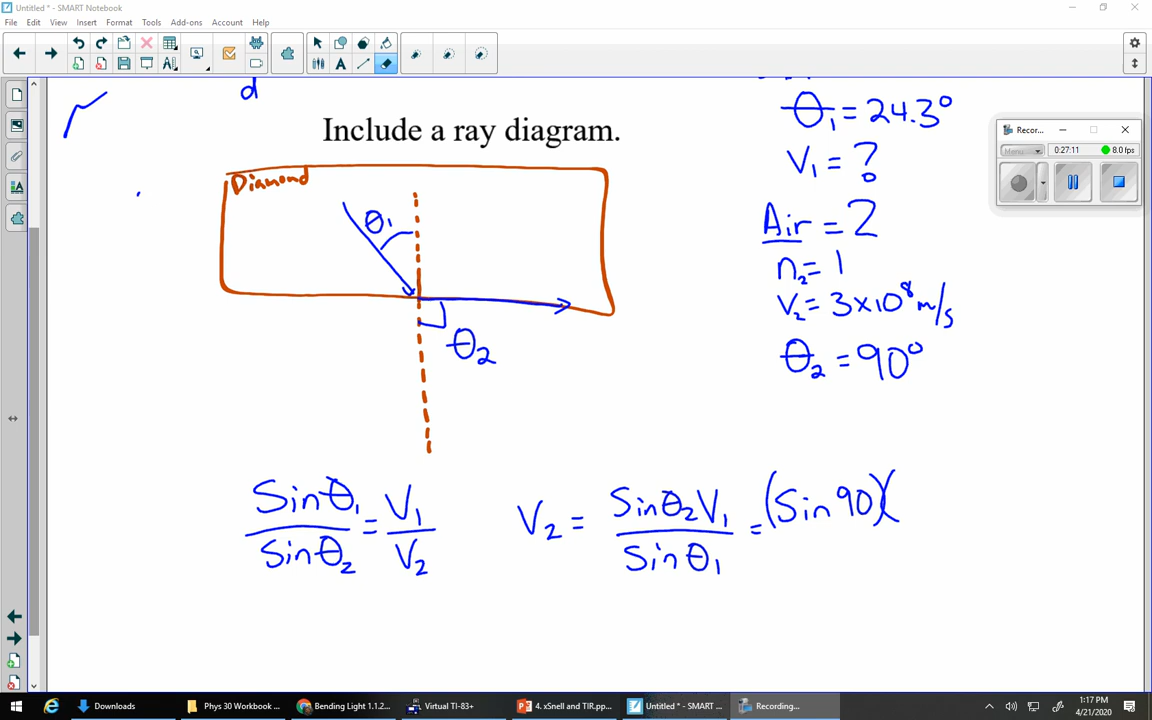 Untitled * - SMART Notebook
File Edit View Insert Format Tools Add-ons Account Help
d
Include a ray diagram.
Diamond
θ₁
θ₂
θ₁ = 24.3°
V₁ = ?
Air = 2
n₂ = 1
V₂ = 3×10⁸ m/s
θ₂ = 90°
Sinθ₁ / Sinθ₂ = V₁ / V₂
V₂ = Sinθ₂V₁ / Sinθ₁ = (Sin 90)(
Recor...
Menu
0:27:11
8.0 fps
Downloads
Phys 30 Workbook ...
Bending Light 1.1.2...
Virtual TI-83+
4. xSnell and TIR.pp...
Untitled * - SMART ...
Recording...
1:17 PM
4/21/2020